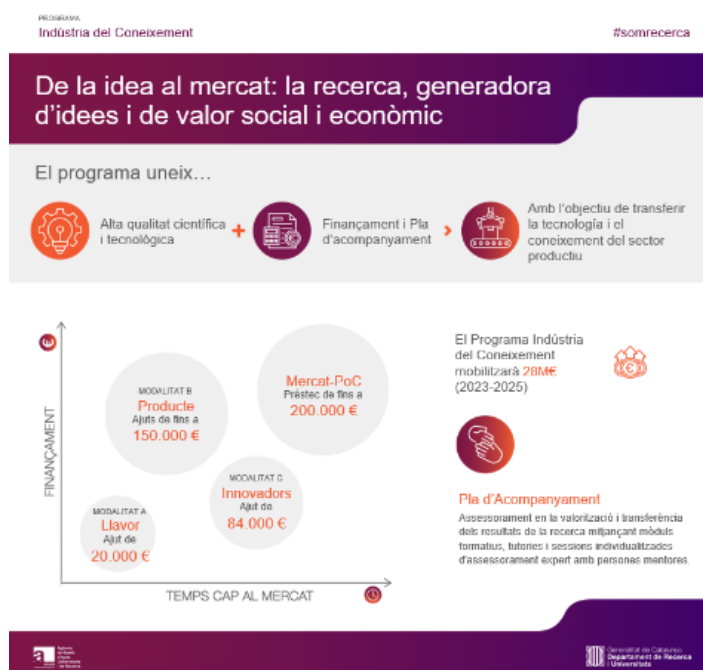 PROGRAMA
Indústria del Coneixement
#somrecerca
De la idea al mercat: la recerca, generadora
d'idees i de valor social i econòmic
El programa uneix…
Alta qualitat científica
i tecnològica
+
Finançament i Pla
d'acompanyament
>
Amb l'objectiu de transferir
la tecnologia i el
coneixement del sector
productiu
FINANÇAMENT
€
MODALITAT B
Producte
Ajuts de fins a
150.000 €
Mercat-PoC
Préstec de fins a
200.000 €
MODALITAT C
Innovadors
Ajut de
84.000 €
MODALITAT A
Llavor
Ajut de
20.000 €
TEMPS CAP AL MERCAT
El Programa Indústria
del Coneixement
mobilitzarà 28M€
(2023-2025)
Pla d'Acompanyament
Assessorament en la valorització i transferència
dels resultats de la recerca mitjançant mòduls
formatius, tutories i sessions individualitzades
d'assessorament expert amb persones mentores.
Generalitat de Catalunya
Departament de Recerca
i Universitats